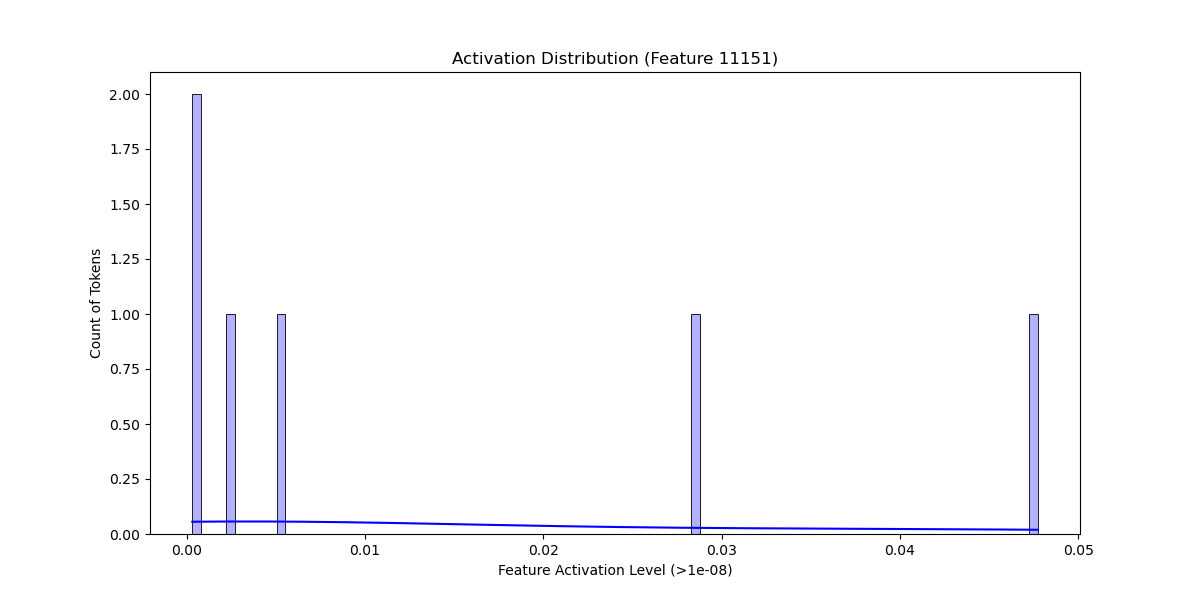 Activation Distribution (Feature 11151)
2.00
1.75
1.50
1.25
1.00
0.75
0.50
0.25
0.00
Count of Tokens
0.00 0.01 0.02 0.03 0.04 0.05
Feature Activation Level (>1e-08)